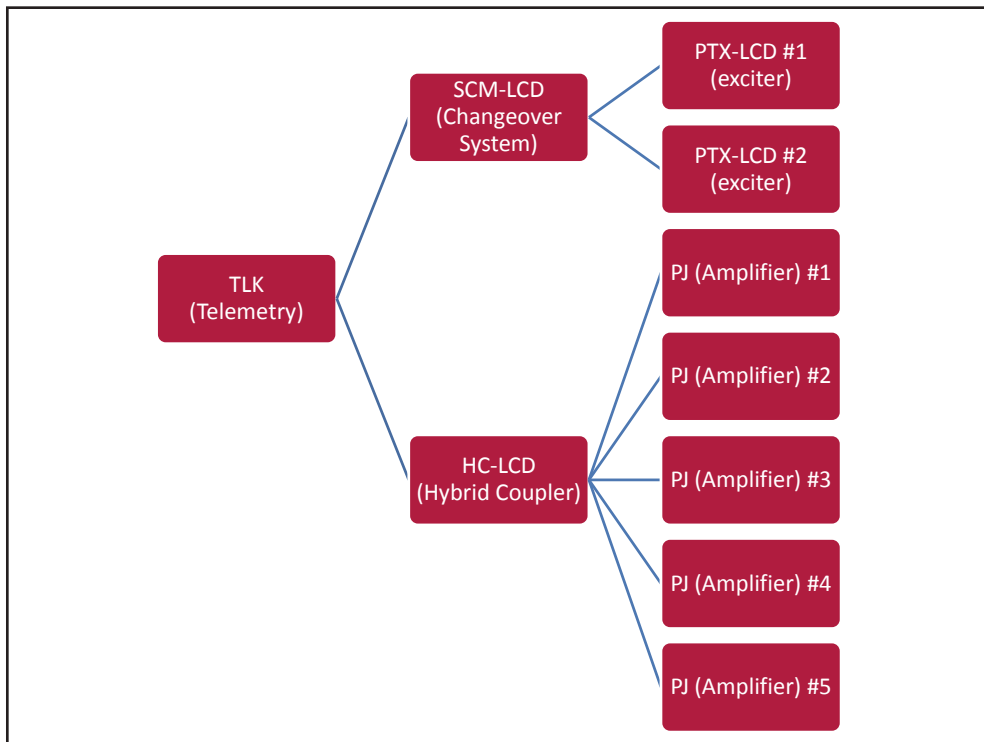 TLK
(Telemetry)
SCM-LCD
(Changeover
System)
PTX-LCD #1
(exciter)
PTX-LCD #2
(exciter)
HC-LCD
(Hybrid Coupler)
PJ (Amplifier) #1
PJ (Amplifier) #2
PJ (Amplifier) #3
PJ (Amplifier) #4
PJ (Amplifier) #5